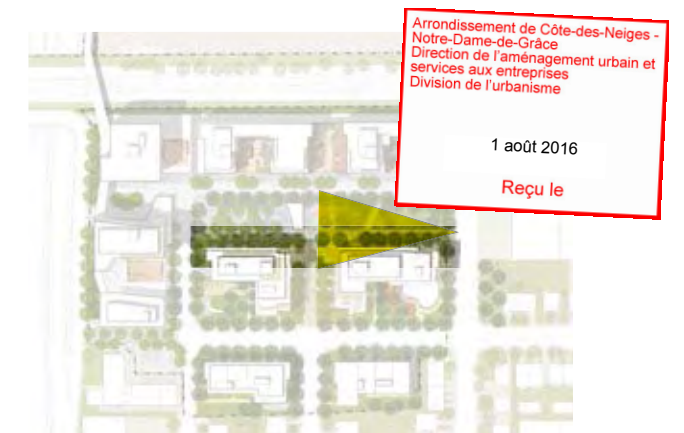 Arrondissement de Côte-des-Neiges -
Notre-Dame-de-Grâce
Direction de l'aménagement urbain et
services aux entreprises
Division de l'urbanisme
1 août 2016
Reçu le